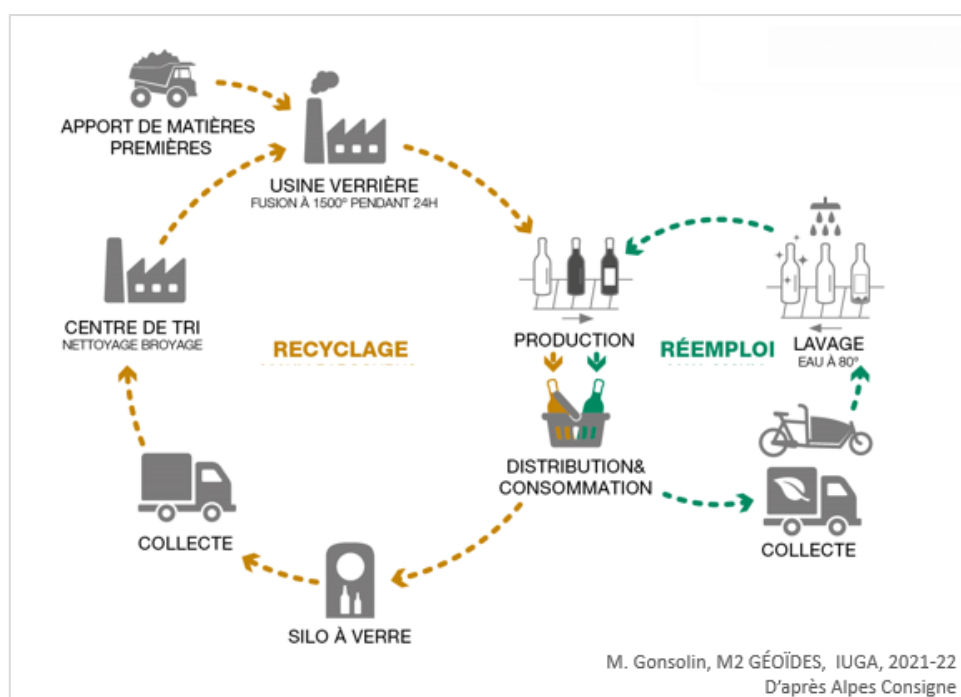 APPORT DE MATIÈRES
PREMIÈRES
USINE VERRIÈRE
FUSION À 1500° PENDANT 24H
CENTRE DE TRI
NETTOYAGE BROYAGE
RECYCLAGE
PRODUCTION
RÉEMPLOI
LAVAGE
EAU À 80°
DISTRIBUTION&
CONSOMMATION
COLLECTE
COLLECTE
SILO À VERRE
M. Gonsolin, M2 GÉOÏDES, IUGA, 2021-22
D'après Alpes Consigne